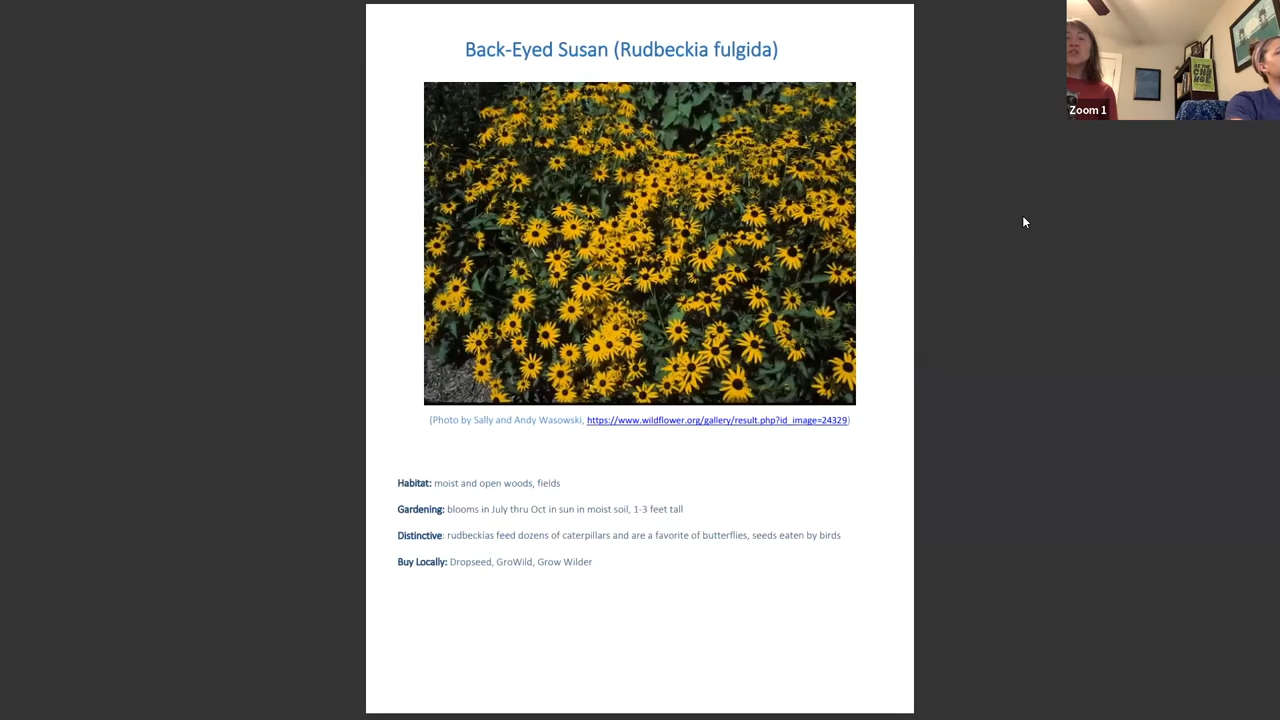 Back-Eyed Susan (Rudbeckia fulgida)
(Photo by Sally and Andy Wasowski, https://www.wildflower.org/gallery/result.php?id_image=24329)
Habitat: moist and open woods, fields
Gardening: blooms in July thru Oct in sun in moist soil, 1-3 feet tall
Distinctive: rudbeckias feed dozens of caterpillars and are a favorite of butterflies, seeds eaten by birds
Buy Locally: Dropseed, GroWild, Grow Wilder
BE THE
CHANGE
Zoom 1